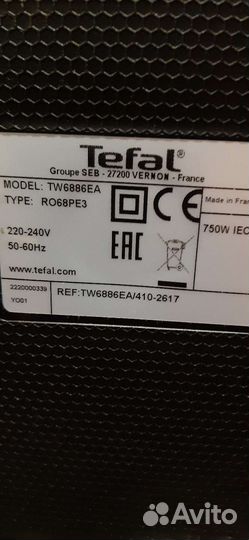 Tefal®
Groupe SEB - 27200 VERNON - France
MODEL: TW6886EA
TYPE: RO68PE3
220-240V
50-60Hz
www.tefal.com
CE
EAC
Made in Fran
750W IEC
2220000339
YO01
REF:TW6886EA/410-2617
Avito